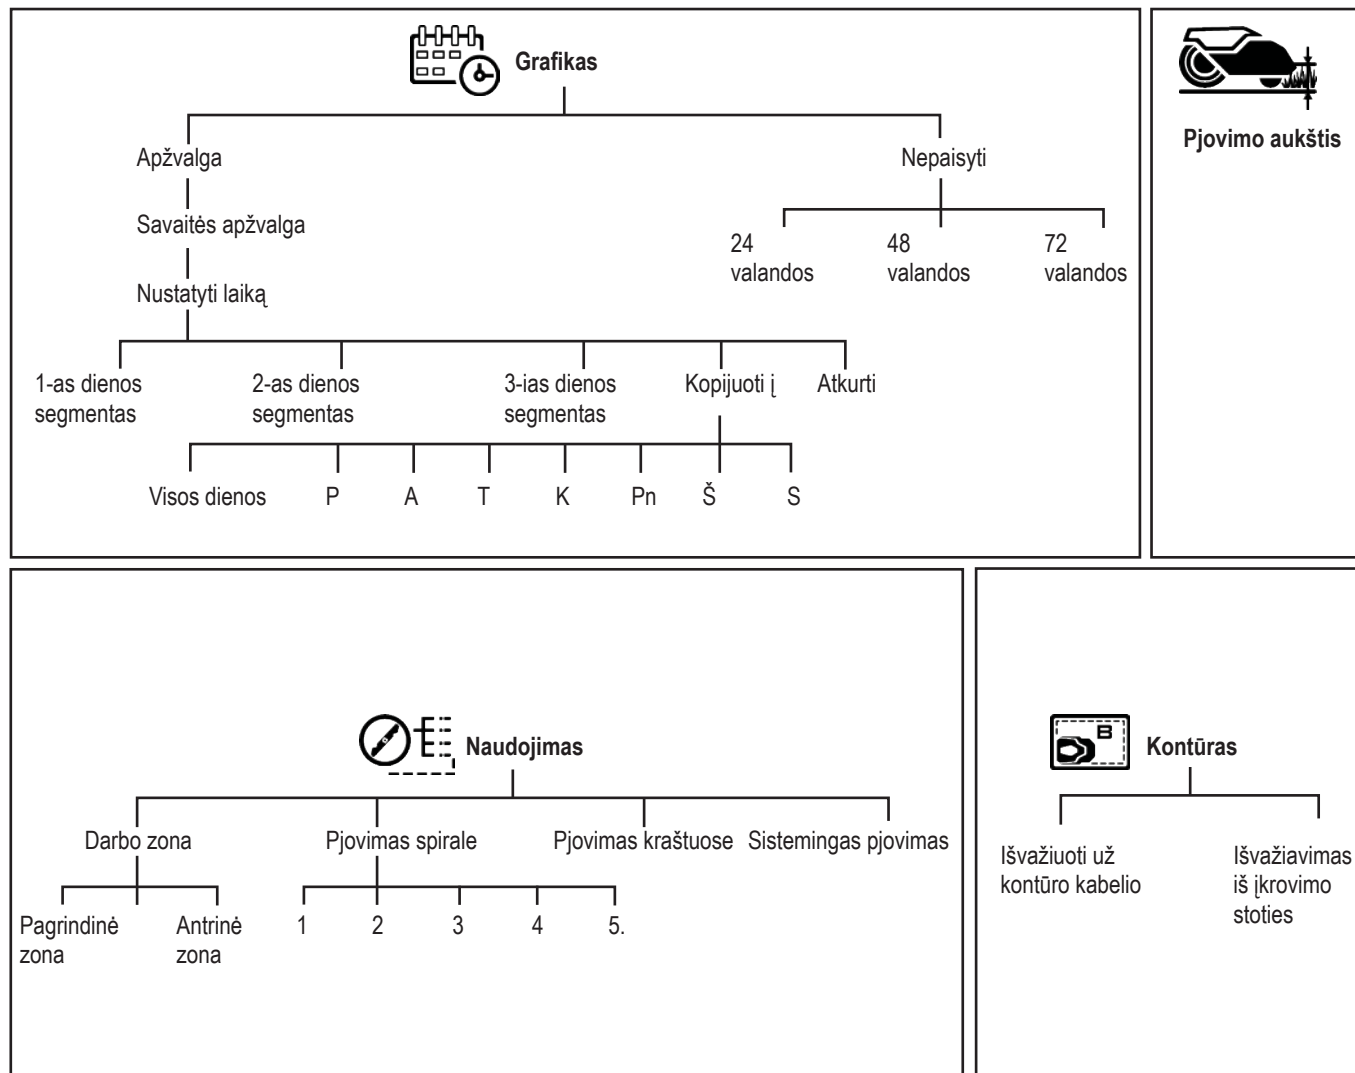 Grafikas
Apžvalga
Nepaisyti
Savaitės apžvalga
24
valandos
48
valandos
72
valandos
Nustatyti laiką
1-as dienos
segmentas
2-as dienos
segmentas
3-ias dienos
segmentas
Kopijuoti į
Atkurti
Visos dienos
P
A
T
K
Pn
Š
S
Pjovimo aukštis
Naudojimas
Darbo zona
Pjovimas spirale
Pjovimas kraštuose
Sistemingas pjovimas
Pagrindinė
zona
Antrinė
zona
1
2
3
4
5.
B
Kontūras
Išvažiuoti už
kontūro kabelio
Išvažiavimas
iš įkrovimo
stoties